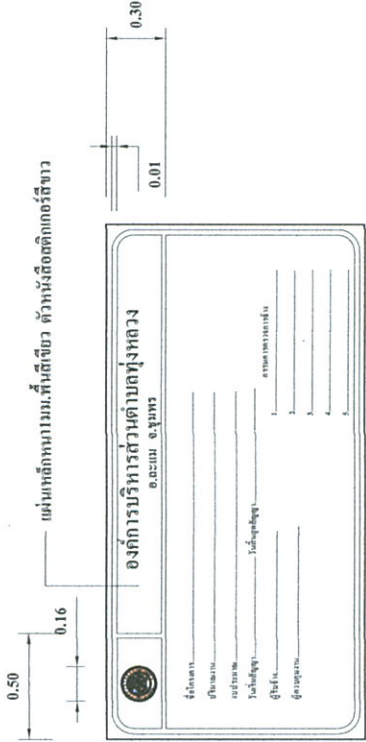 0.50
0.16
แผ่นเหล็กหนา1มม.พื้นสีเขียว ตัวหนังสือสติกเกอร์สีขาว
0.01
0.30
องค์การบริหารส่วนตำบลทุ่งหลวง
อ.ละแม จ.ชุมพร
ชื่อโครงการ
ปริมาณงาน
งบประมาณ
วันเริ่มสัญญา วันสิ้นสุดสัญญา
ผู้รับจ้าง
ผู้ควบคุมงาน
กรรมการตรวจการจ้าง
1.
2.
3.
4.
5.